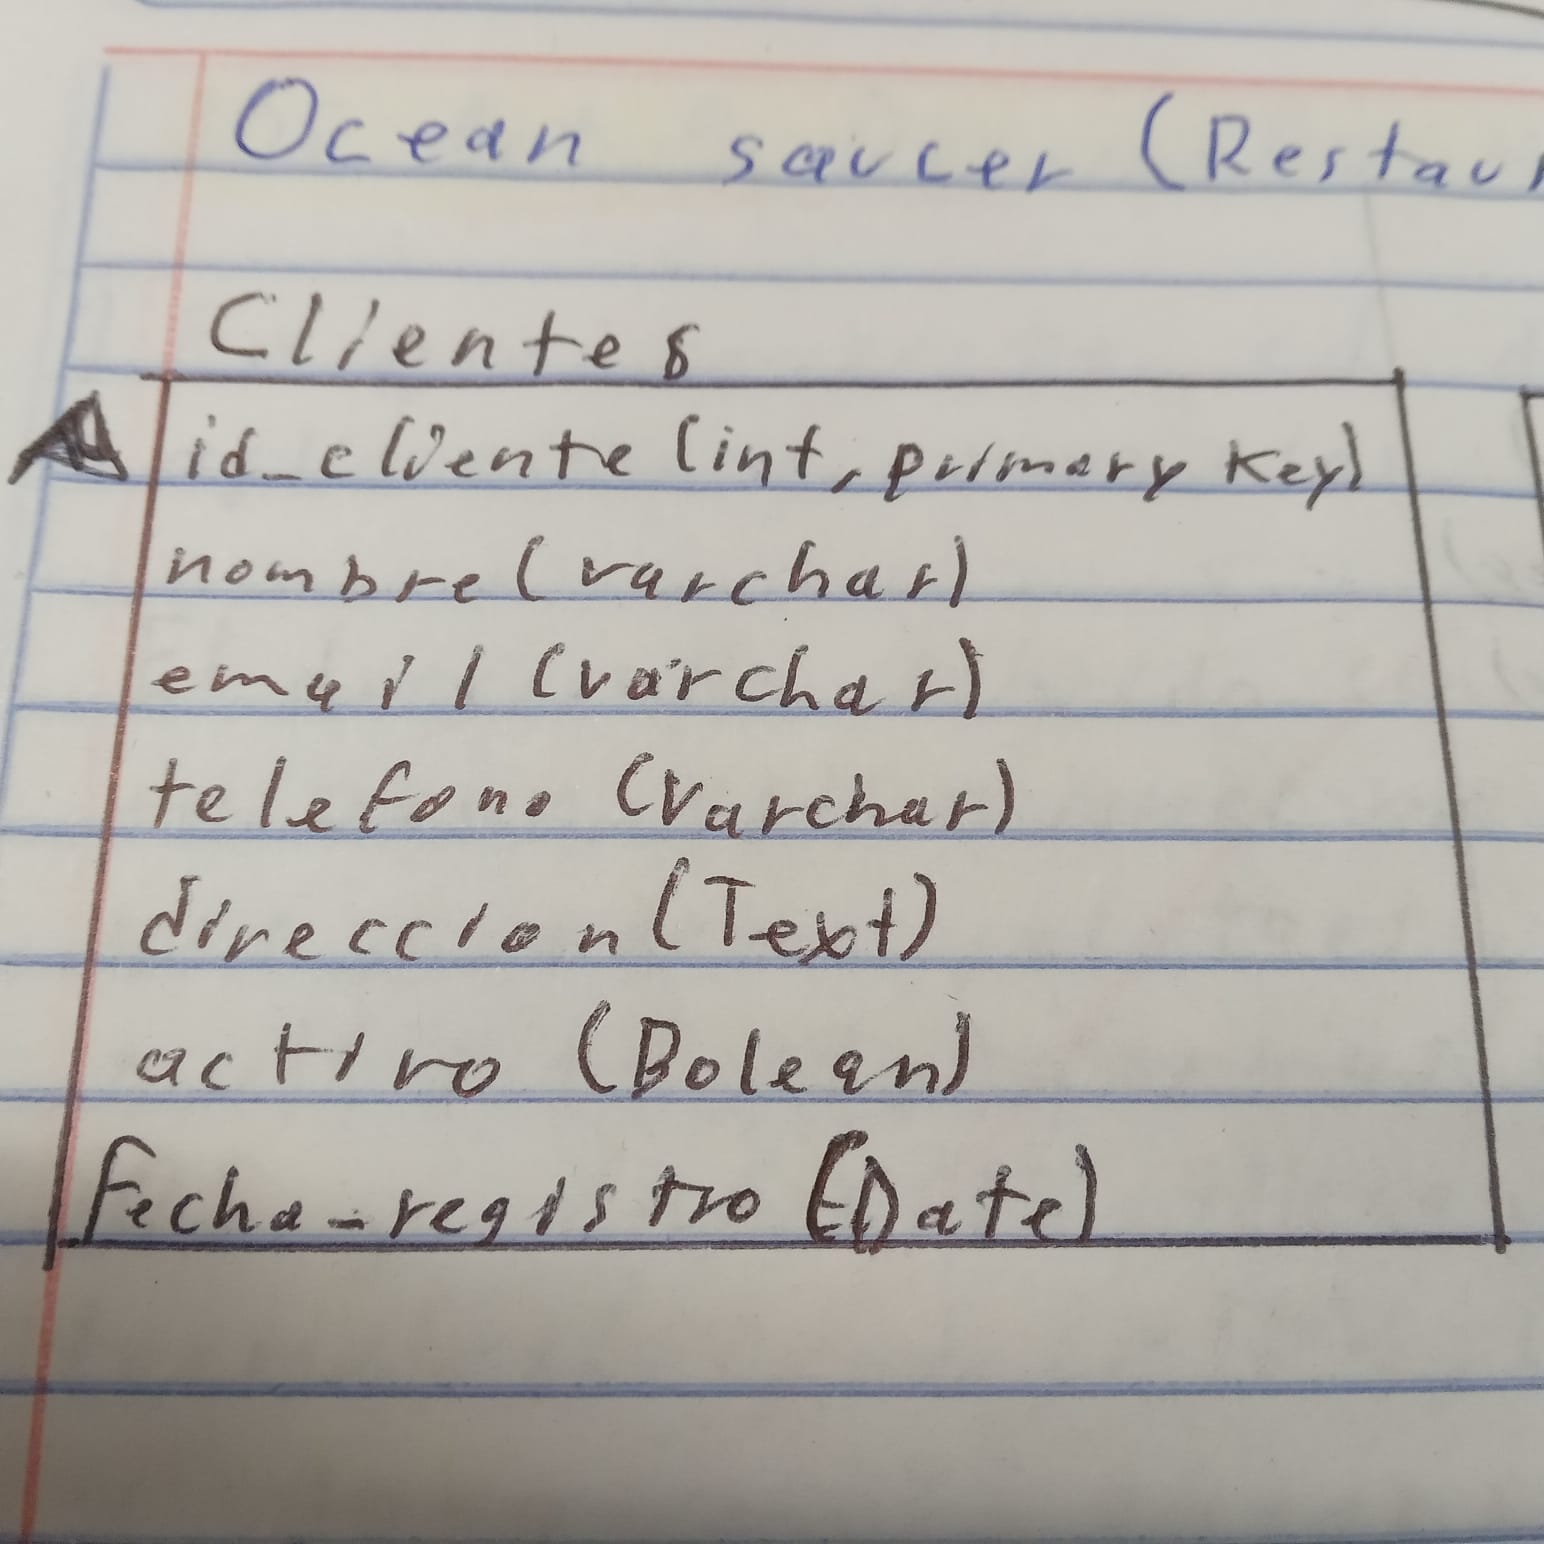 Ocean saucer (Restaur
Clientes
id_cliente (int, primary key)
nombre (varchar)
email (varchar)
telefono (Varchar)
direccion (Text)
activo (Bolean)
fecha_registro (Date)